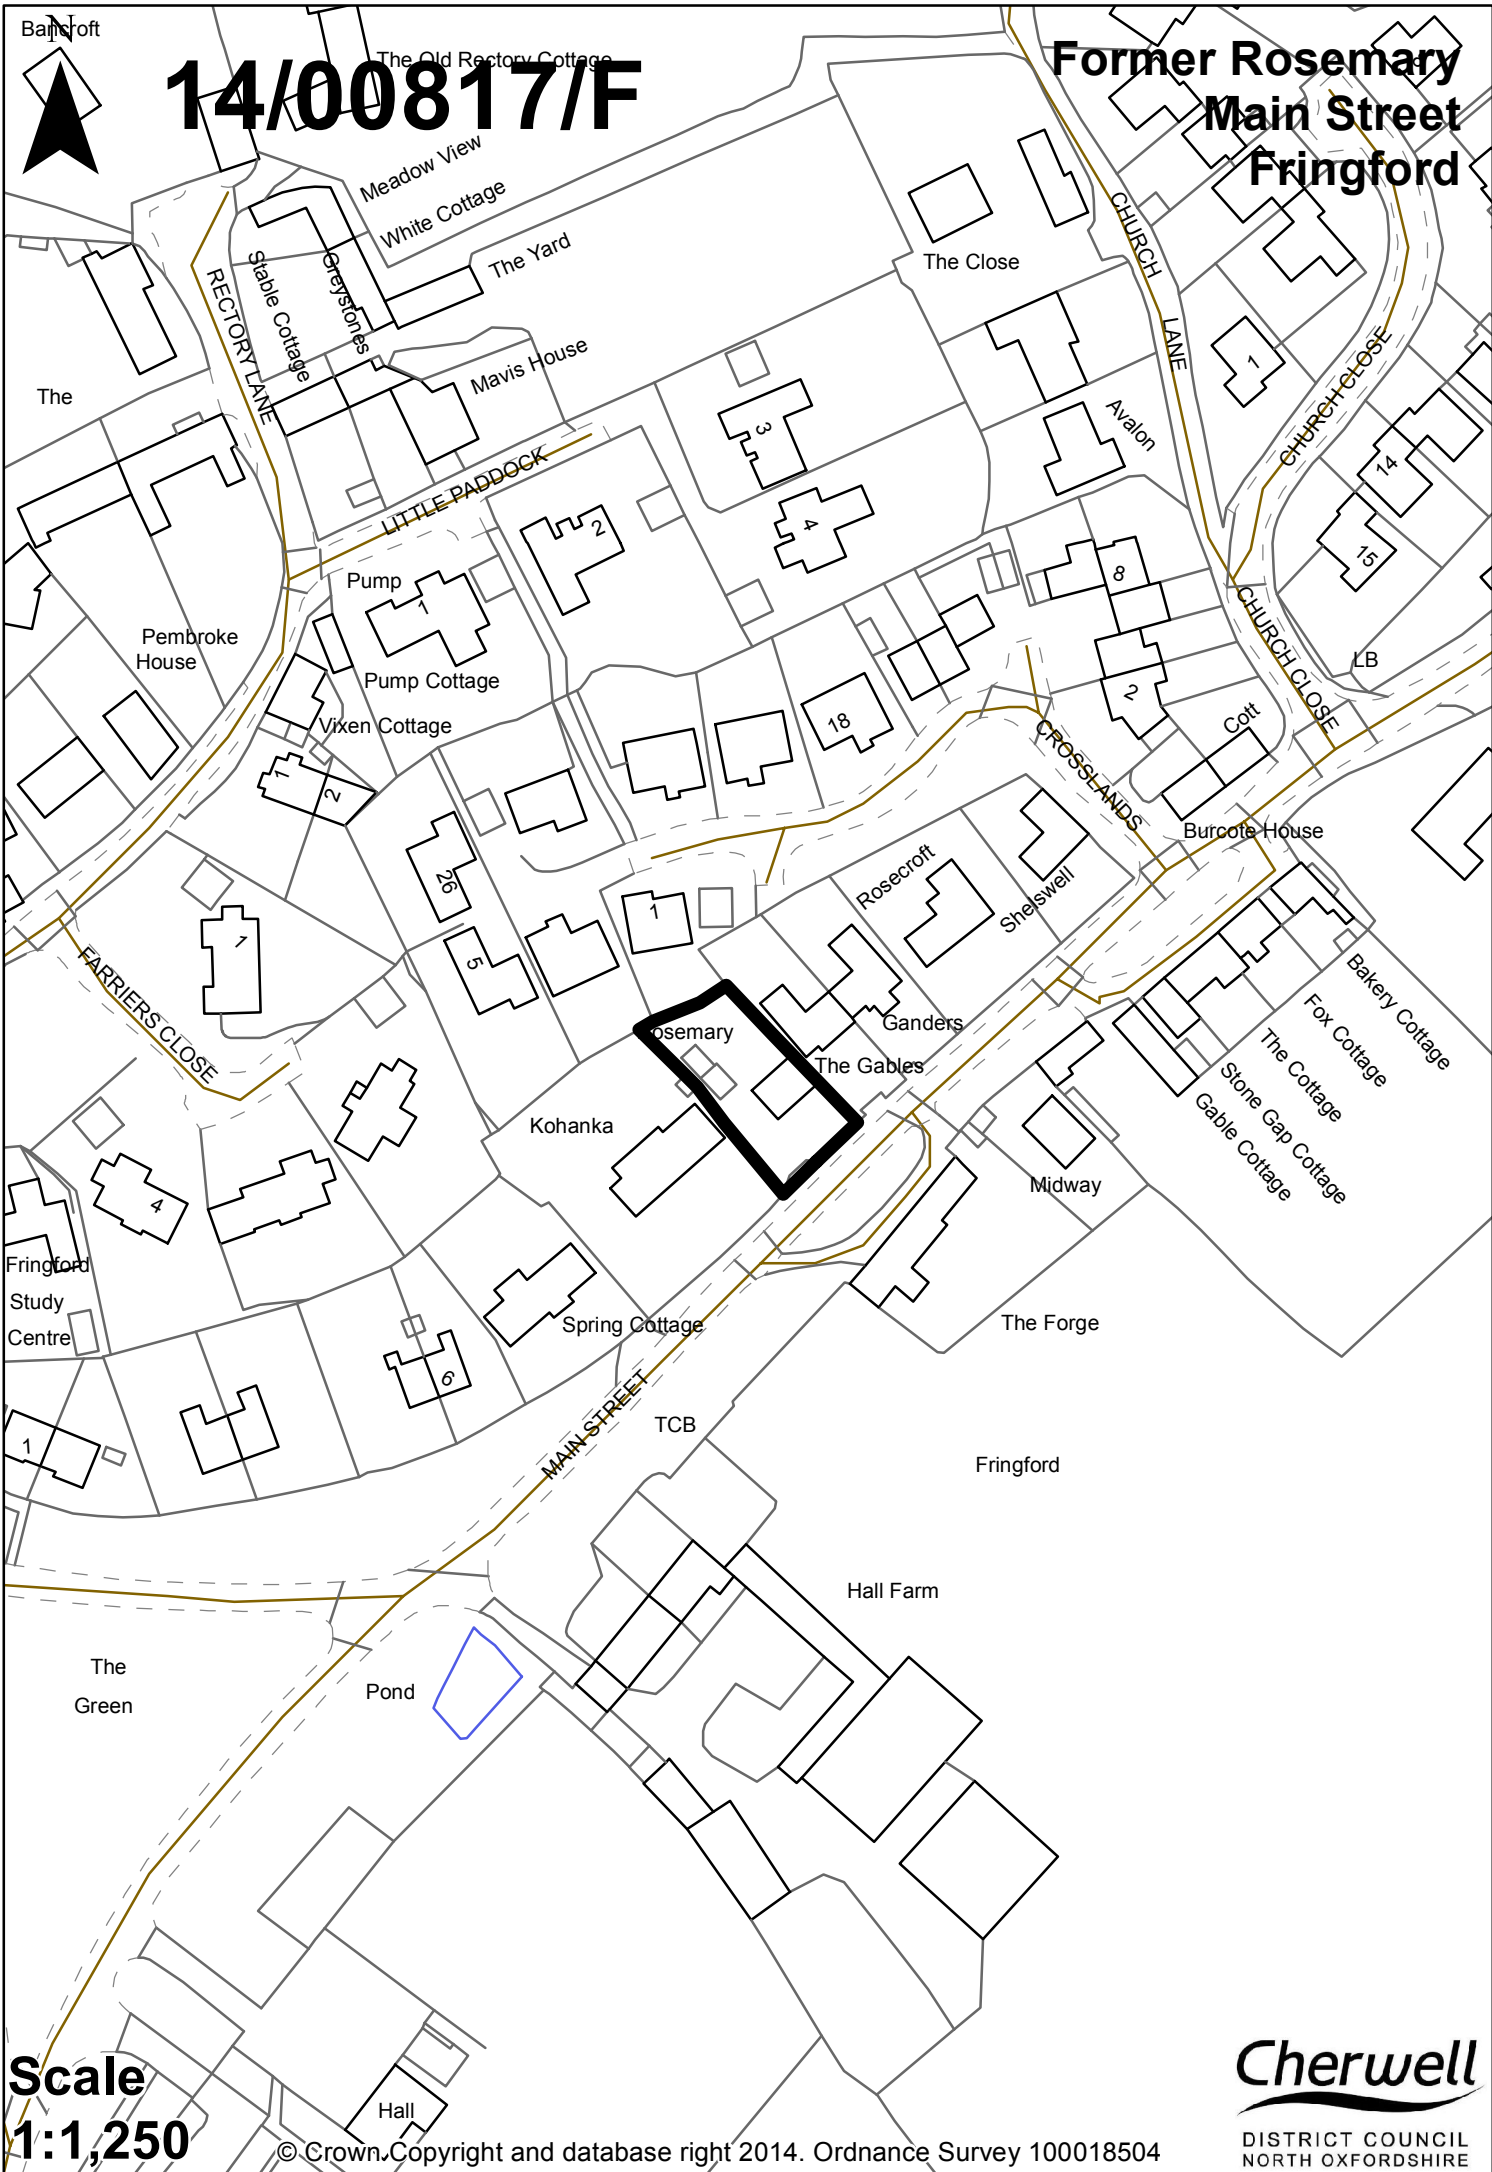 Bancroft
N
14/00817/F
The Old Rectory Cottage
Former Rosemary
Main Street
Fringford
Meadow View
White Cottage
The Yard
Stable Cottage
Greystones
RECTORY LANE
Mavis House
The
The Close
CHURCH
LANE
CHURCH CLOSE
1
Avalon
3
4
14
15
LITTLE PADDOCK
2
Pump
1
8
Pembroke
House
Pump Cottage
Vixen Cottage
CHURCH CLOSE
LB
2
Cott
18
CROSSLANDS
1
2
Burcote House
26
Rosecroft
Shelswell
1
1
5
FARRIERS CLOSE
Bakery Cottage
Fox Cottage
The Cottage
Stone Gap Cottage
Gable Cottage
osemary
Ganders
The Gables
Kohanka
Midway
4
Fringford
Study
Centre
Spring Cottage
The Forge
6
MAIN STREET
TCB
1
Fringford
Hall Farm
The
Green
Pond
Scale
1:1,250
Hall
© Crown Copyright and database right 2014. Ordnance Survey 100018504
Cherwell
DISTRICT COUNCIL
NORTH OXFORDSHIRE